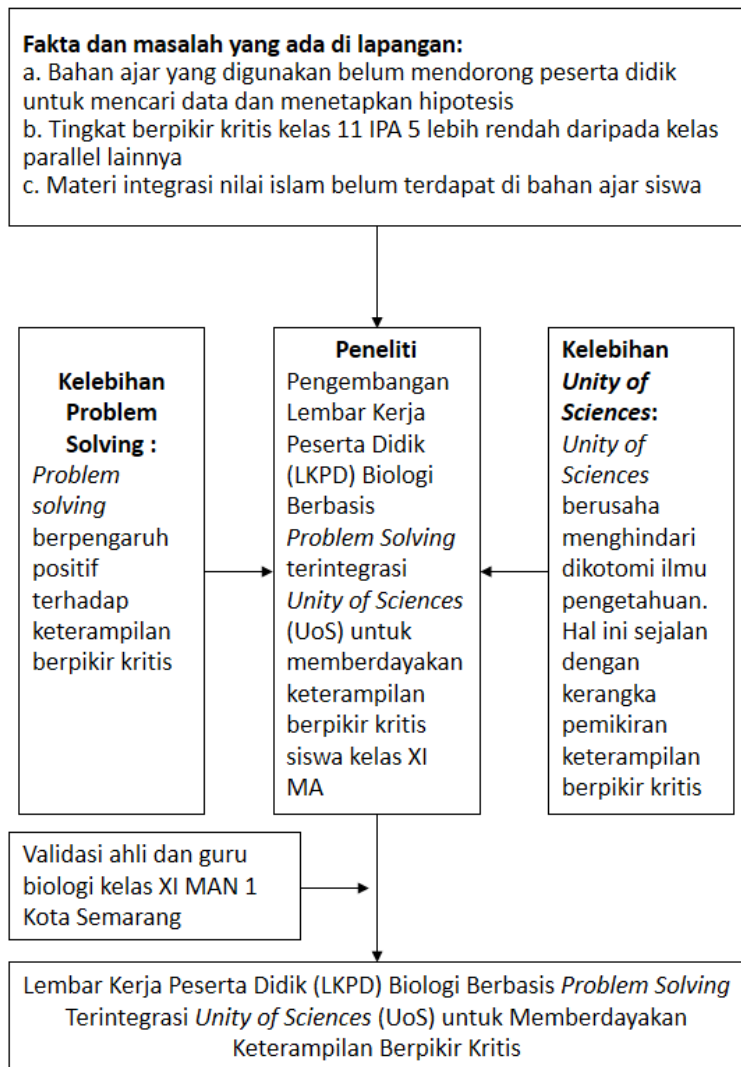 Fakta dan masalah yang ada di lapangan:
a. Bahan ajar yang digunakan belum mendorong peserta didik
untuk mencari data dan menetapkan hipotesis
b. Tingkat berpikir kritis kelas 11 IPA 5 lebih rendah daripada kelas
parallel lainnya
c. Materi integrasi nilai islam belum terdapat di bahan ajar siswa
Kelebihan
Problem
Solving :
Problem
solving
berpengaruh
positif
terhadap
keterampilan
berpikir kritis
Peneliti
Pengembangan
Lembar Kerja
Peserta Didik
(LKPD) Biologi
Berbasis
Problem Solving
terintegrasi
Unity of Sciences
(UoS) untuk
memberdayakan
keterampilan
berpikir kritis
siswa kelas XI
MA
Kelebihan
Unity of
Sciences:
Unity of
Sciences
berusaha
menghindari
dikotomi ilmu
pengetahuan.
Hal ini sejalan
dengan
kerangka
pemikiran
keterampilan
berpikir kritis
Validasi ahli dan guru
biologi kelas XI MAN 1
Kota Semarang
Lembar Kerja Peserta Didik (LKPD) Biologi Berbasis Problem Solving
Terintegrasi Unity of Sciences (UoS) untuk Memberdayakan
Keterampilan Berpikir Kritis